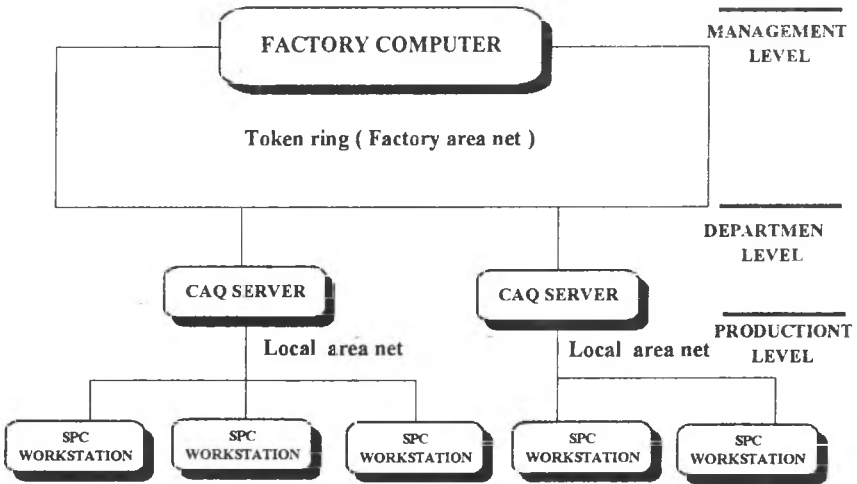 FACTORY COMPUTER
MANAGEMENT
LEVEL
Token ring ( Factory area net )
DEPARTMEN
LEVEL
CAQ SERVER
CAQ SERVER
PRODUCTIONT
LEVEL
Local area net
Local area net
SPC
WORKSTATION
SPC
WORKSTATION
SPC
WORKSTATION
SPC
WORKSTATION
SPC
WORKSTATION